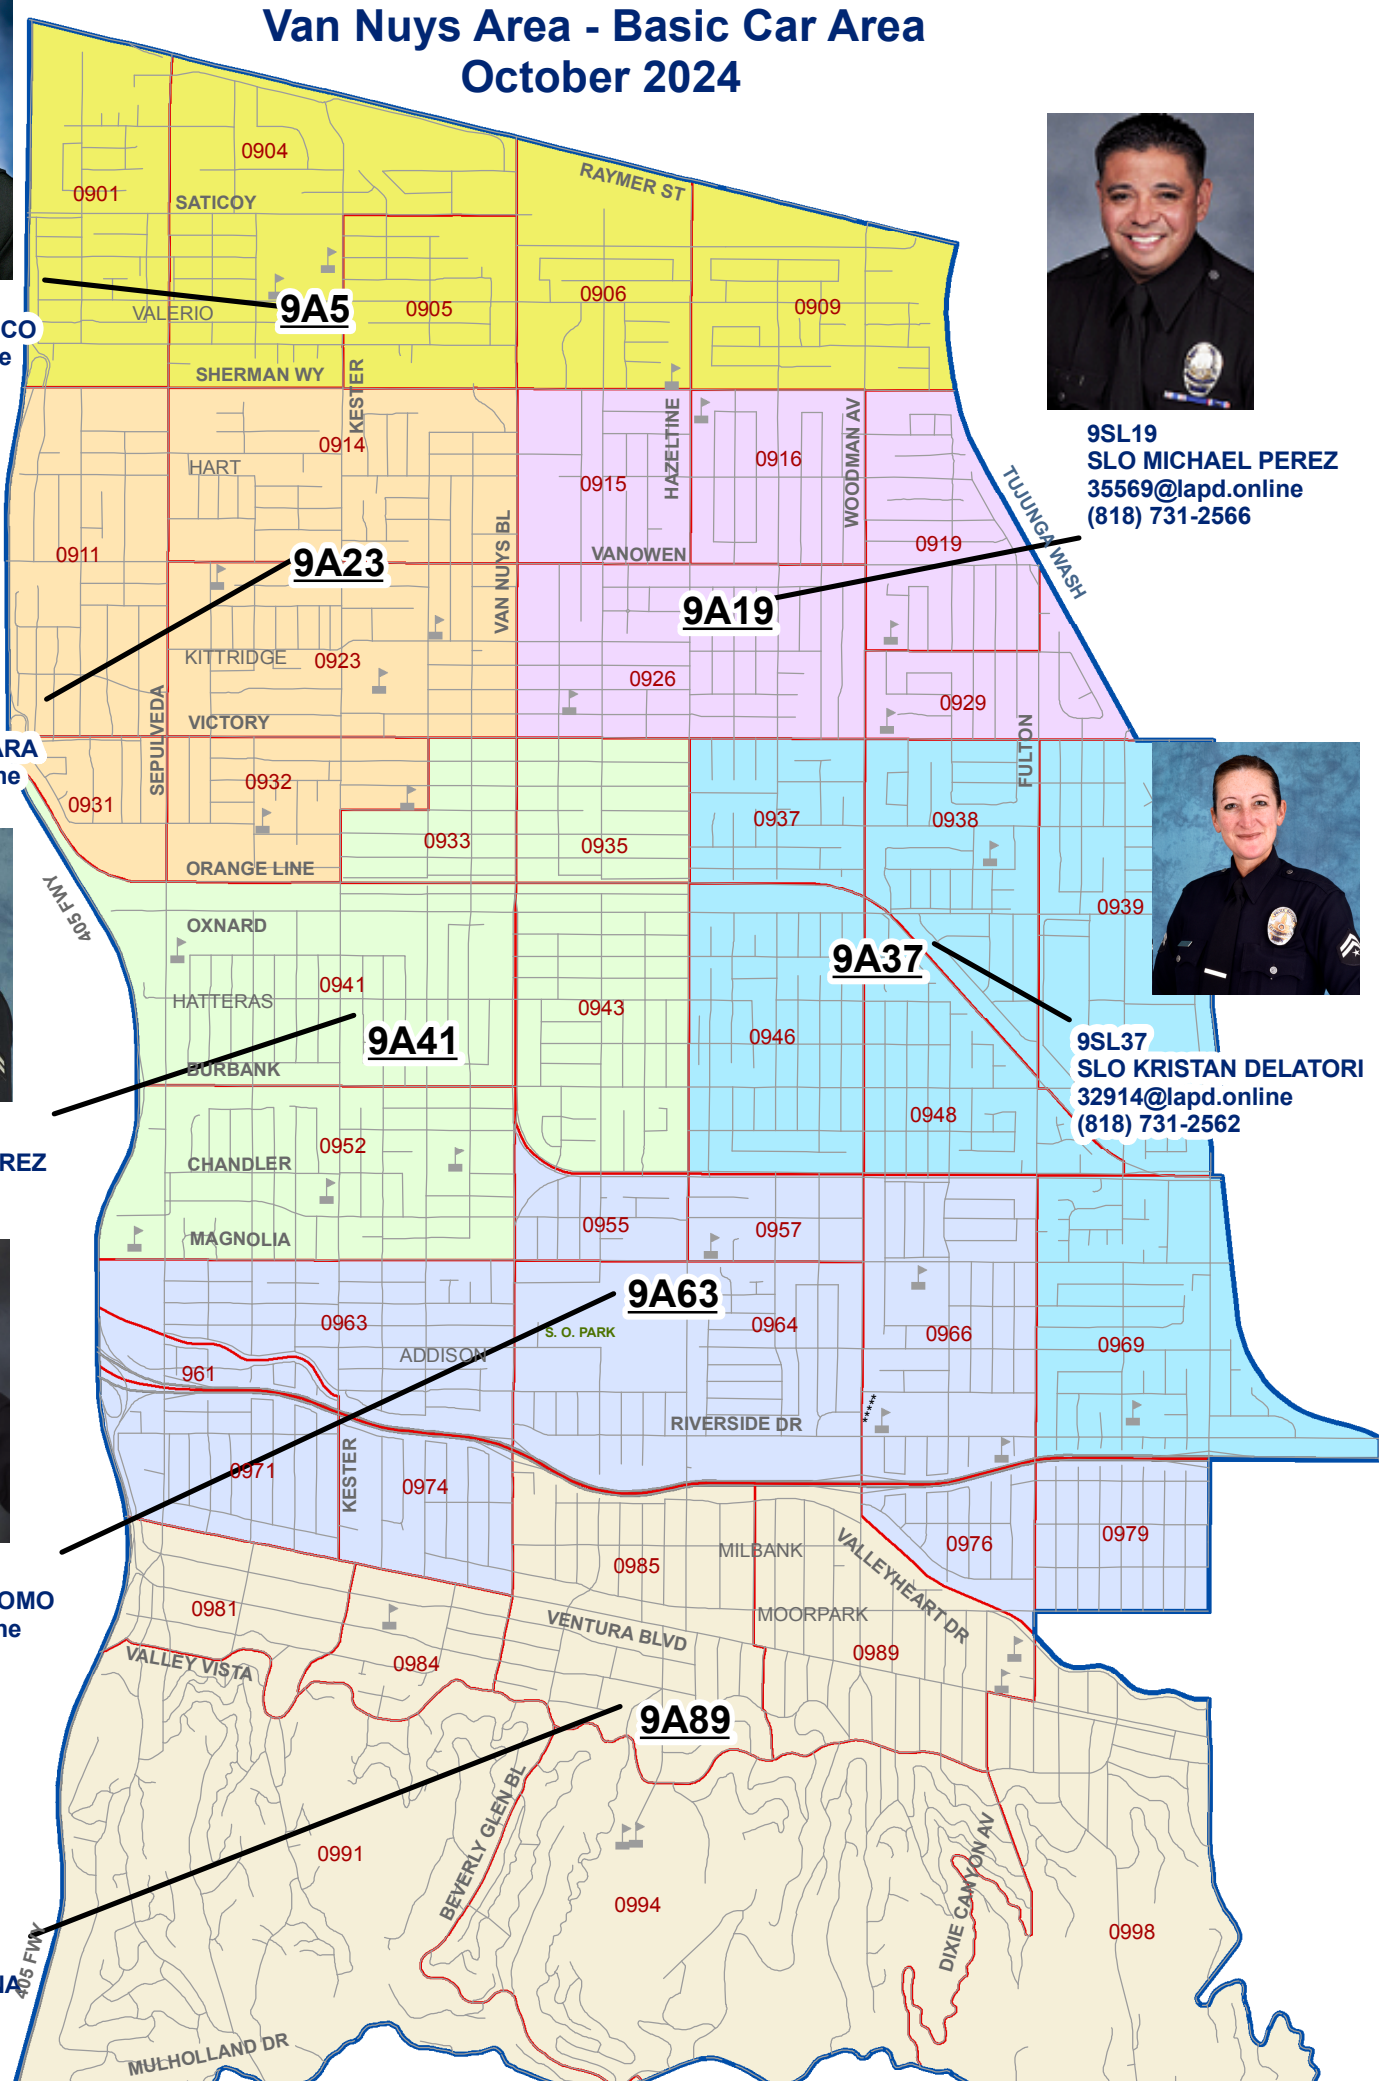 Van Nuys Area - Basic Car Area
October 2024
0904
0901
SATICOY
RAYMER ST
0906
0909
9A5
0905
VALERIO
CO
e
SHERMAN WY
KESTER
0914
HART
0915
HAZELTINE
0916
WOODMAN AV
9SL19
SLO MICHAEL PEREZ
35569@lapd.online
(818) 731-2566
TUJUNGA WASH
0911
9A23
VAN NUYS BL
VANOWEN
0919
9A19
KITTRIDGE
0923
0926
0929
SEPULVEDA
VICTORY
FULTON
ARA
ne
0931
0932
0933
0935
0937
0938
ORANGE LINE
405 FWY
OXNARD
0939
0941
HATTERAS
9A41
0943
9A37
0946
BURBANK
9SL37
SLO KRISTAN DELATORI
32914@lapd.online
(818) 731-2562
0948
0952
CHANDLER
REZ
MAGNOLIA
0955
0957
9A63
0963
S. O. PARK
0964
0966
0969
ADDISON
961
RIVERSIDE DR
0971
KESTER
0974
0976
0979
0985
MILBANK
VALLEYHEART DR
OMO
ne
0981
VENTURA BLVD
MOORPARK
VALLEY VISTA
0984
0989
9A89
0991
BEVERLY GLEN BL
0994
DIXIE CANYON AV
0998
405 FWY
IA
MULHOLLAND DR